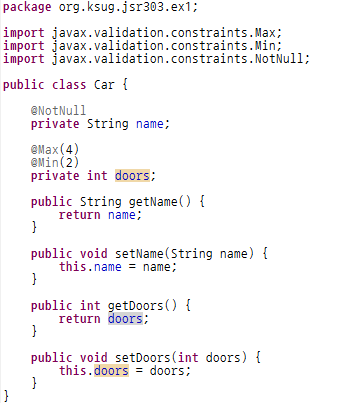 package org.ksug.jsr303.ex1;
import javax.validation.constraints.Max;
import javax.validation.constraints.Min;
import javax.validation.constraints.NotNull;
public class Car {
@NotNull
private String name;
@Max(4)
@Min(2)
private int doors;
public String getName() {
return name;
}
public void setName(String name) {
this.name = name;
}
public int getDoors() {
return doors;
}
public void setDoors(int doors) {
this.doors = doors;
}
}